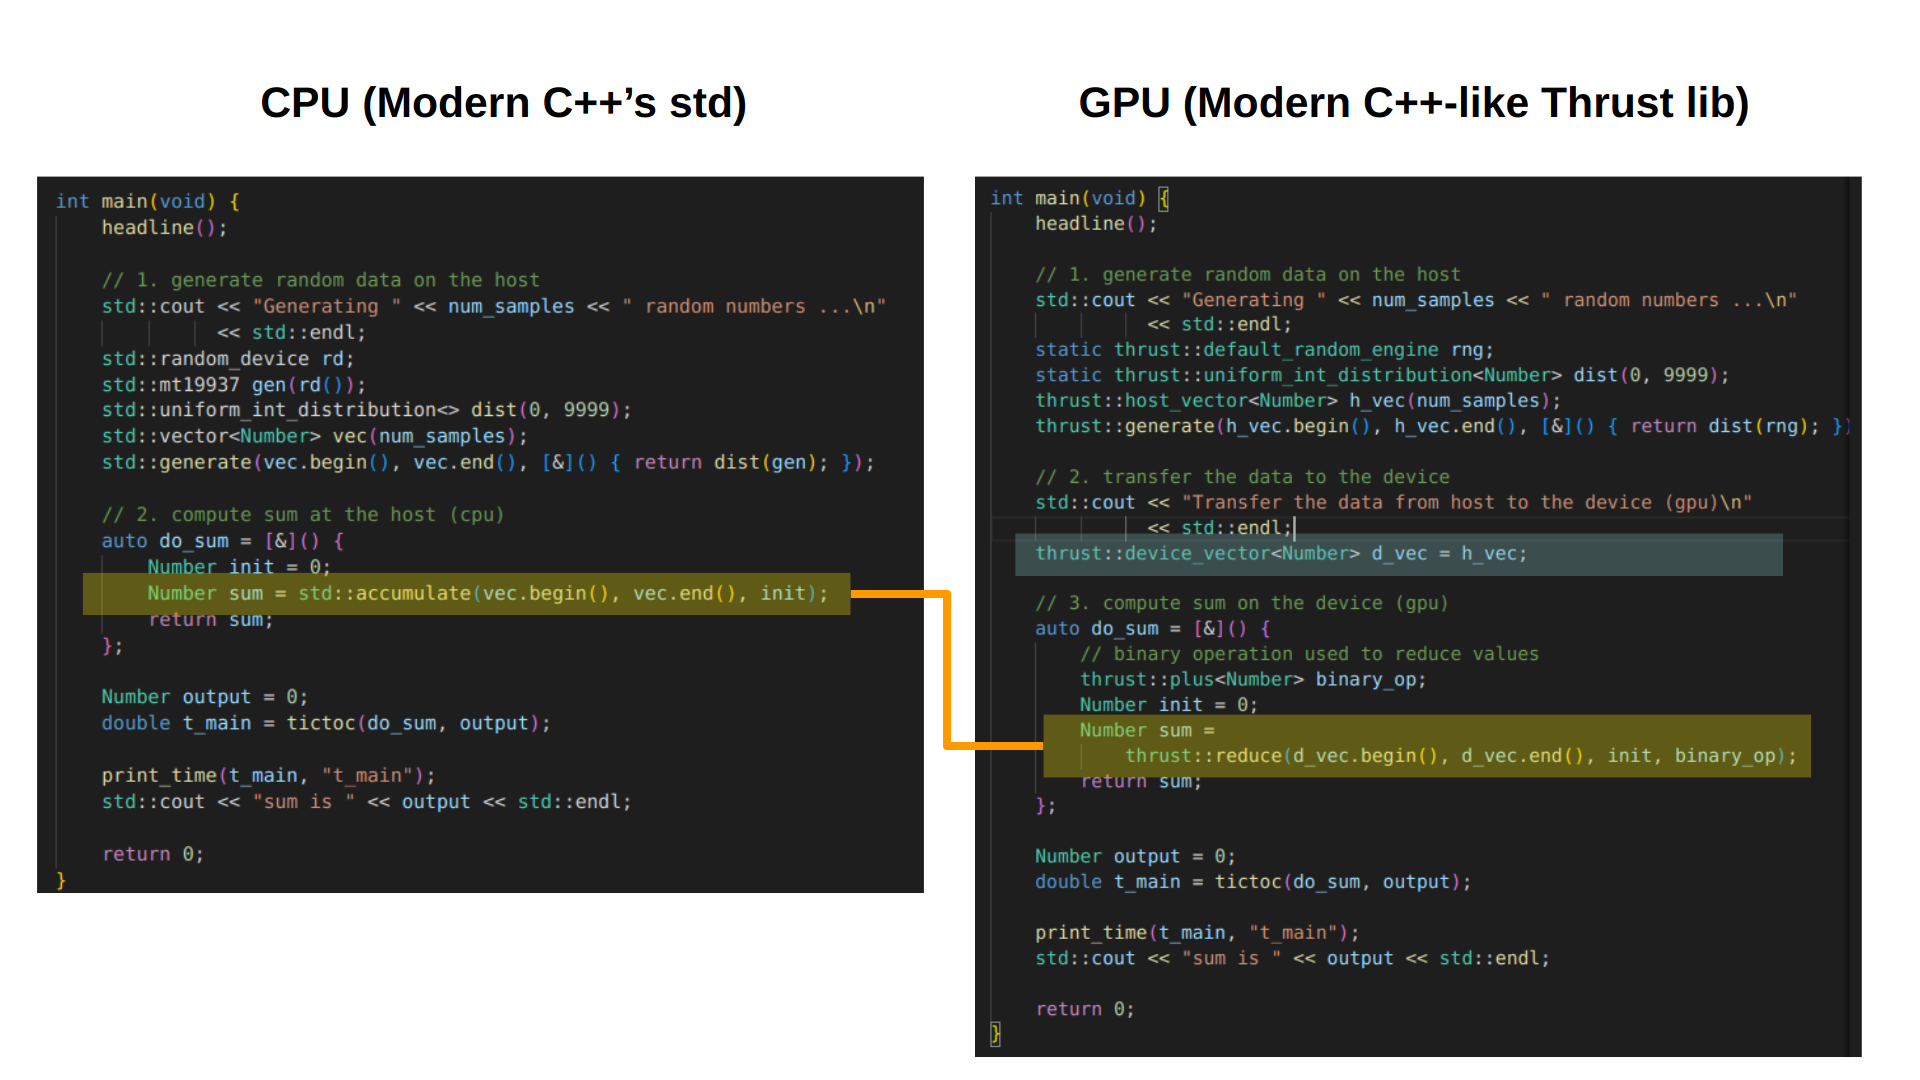 CPU (Modern C++’s std)
int main(void) {
    headline();

    // 1. generate random data on the host
    std::cout << "Generating " << num_samples << " random numbers ...\n"
              << std::endl;
    std::random_device rd;
    std::mt19937 gen(rd());
    std::uniform_int_distribution<> dist(0, 9999);
    std::vector<Number> vec(num_samples);
    std::generate(vec.begin(), vec.end(), [&]() { return dist(gen); });

    // 2. compute sum at the host (cpu)
    auto do_sum = [&]() {
        Number init = 0;
        Number sum = std::accumulate(vec.begin(), vec.end(), init);
        return sum;
    };

    Number output = 0;
    double t_main = tictoc(do_sum, output);

    print_time(t_main, "t_main");
    std::cout << "sum is " << output << std::endl;

    return 0;
}
GPU (Modern C++-like Thrust lib)
int main(void) {
    headline();

    // 1. generate random data on the host
    std::cout << "Generating " << num_samples << " random numbers ...\n"
              << std::endl;
    static thrust::default_random_engine rng;
    static thrust::uniform_int_distribution<Number> dist(0, 9999);
    thrust::host_vector<Number> h_vec(num_samples);
    thrust::generate(h_vec.begin(), h_vec.end(), [&]() { return dist(rng); })

    // 2. transfer the data to the device
    std::cout << "Transfer the data from host to the device (gpu)\n"
              << std::endl;
    thrust::device_vector<Number> d_vec = h_vec;

    // 3. compute sum on the device (gpu)
    auto do_sum = [&]() {
        // binary operation used to reduce values
        thrust::plus<Number> binary_op;
        Number init = 0;
        Number sum =
            thrust::reduce(d_vec.begin(), d_vec.end(), init, binary_op);
        return sum;
    };

    Number output = 0;
    double t_main = tictoc(do_sum, output);

    print_time(t_main, "t_main");
    std::cout << "sum is " << output << std::endl;

    return 0;
}